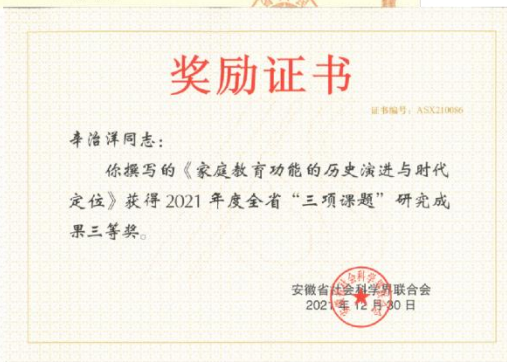 奖励证书
证书编号：ASX210086
辛治洋同志：
你撰写的《家庭教育功能的历史演进与时代
定位》获得2021年度全省“三项课题”研究成
果三等奖。
安徽省社会科学界联合会
2021年12月30日